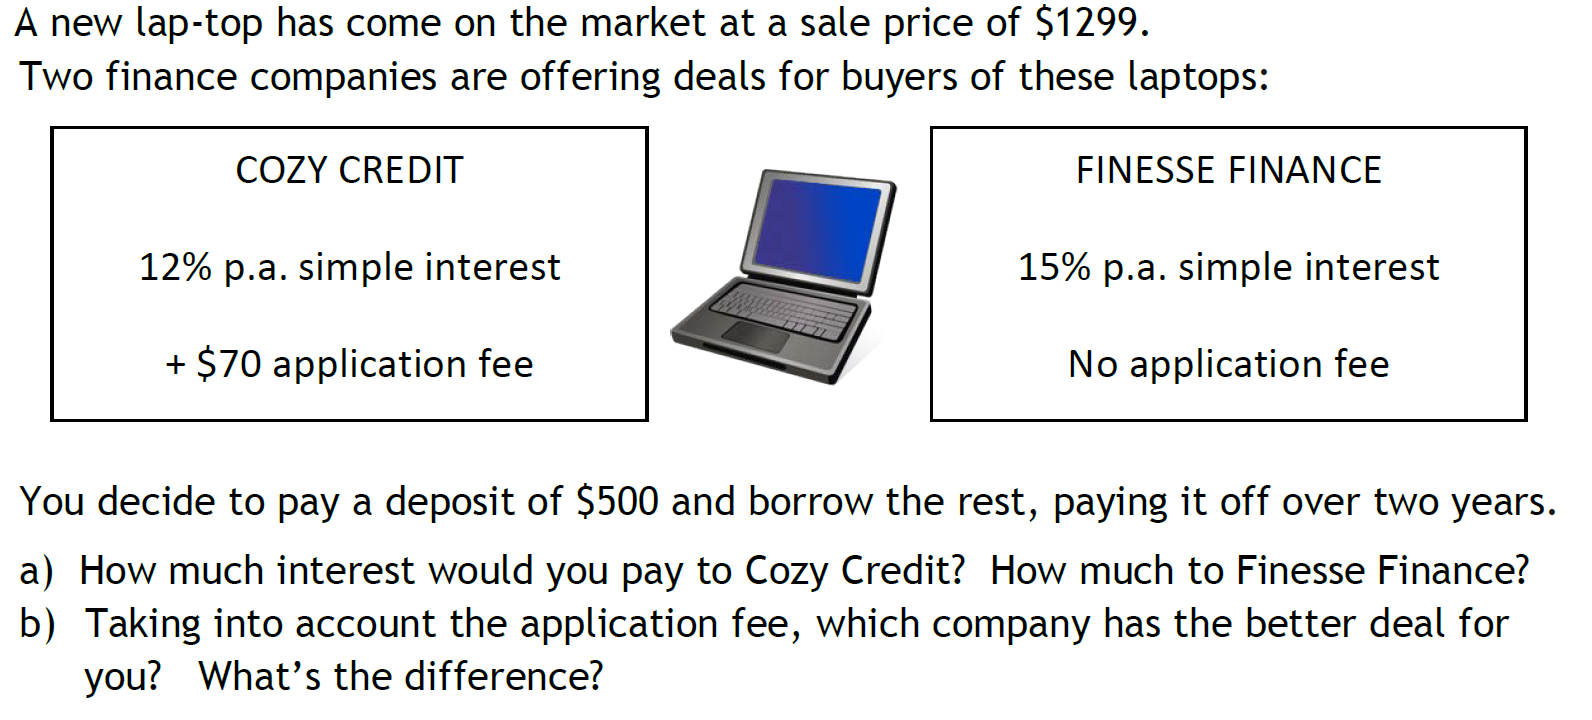 A new lap-top has come on the market at a sale price of $1299.
Two finance companies are offering deals for buyers of these laptops:
COZY CREDIT
12% p.a. simple interest
+ $70 application fee
FINESSE FINANCE
15% p.a. simple interest
No application fee
You decide to pay a deposit of $500 and borrow the rest, paying it off over two years.
a) How much interest would you pay to Cozy Credit? How much to Finesse Finance?
b) Taking into account the application fee, which company has the better deal for
you? What's the difference?